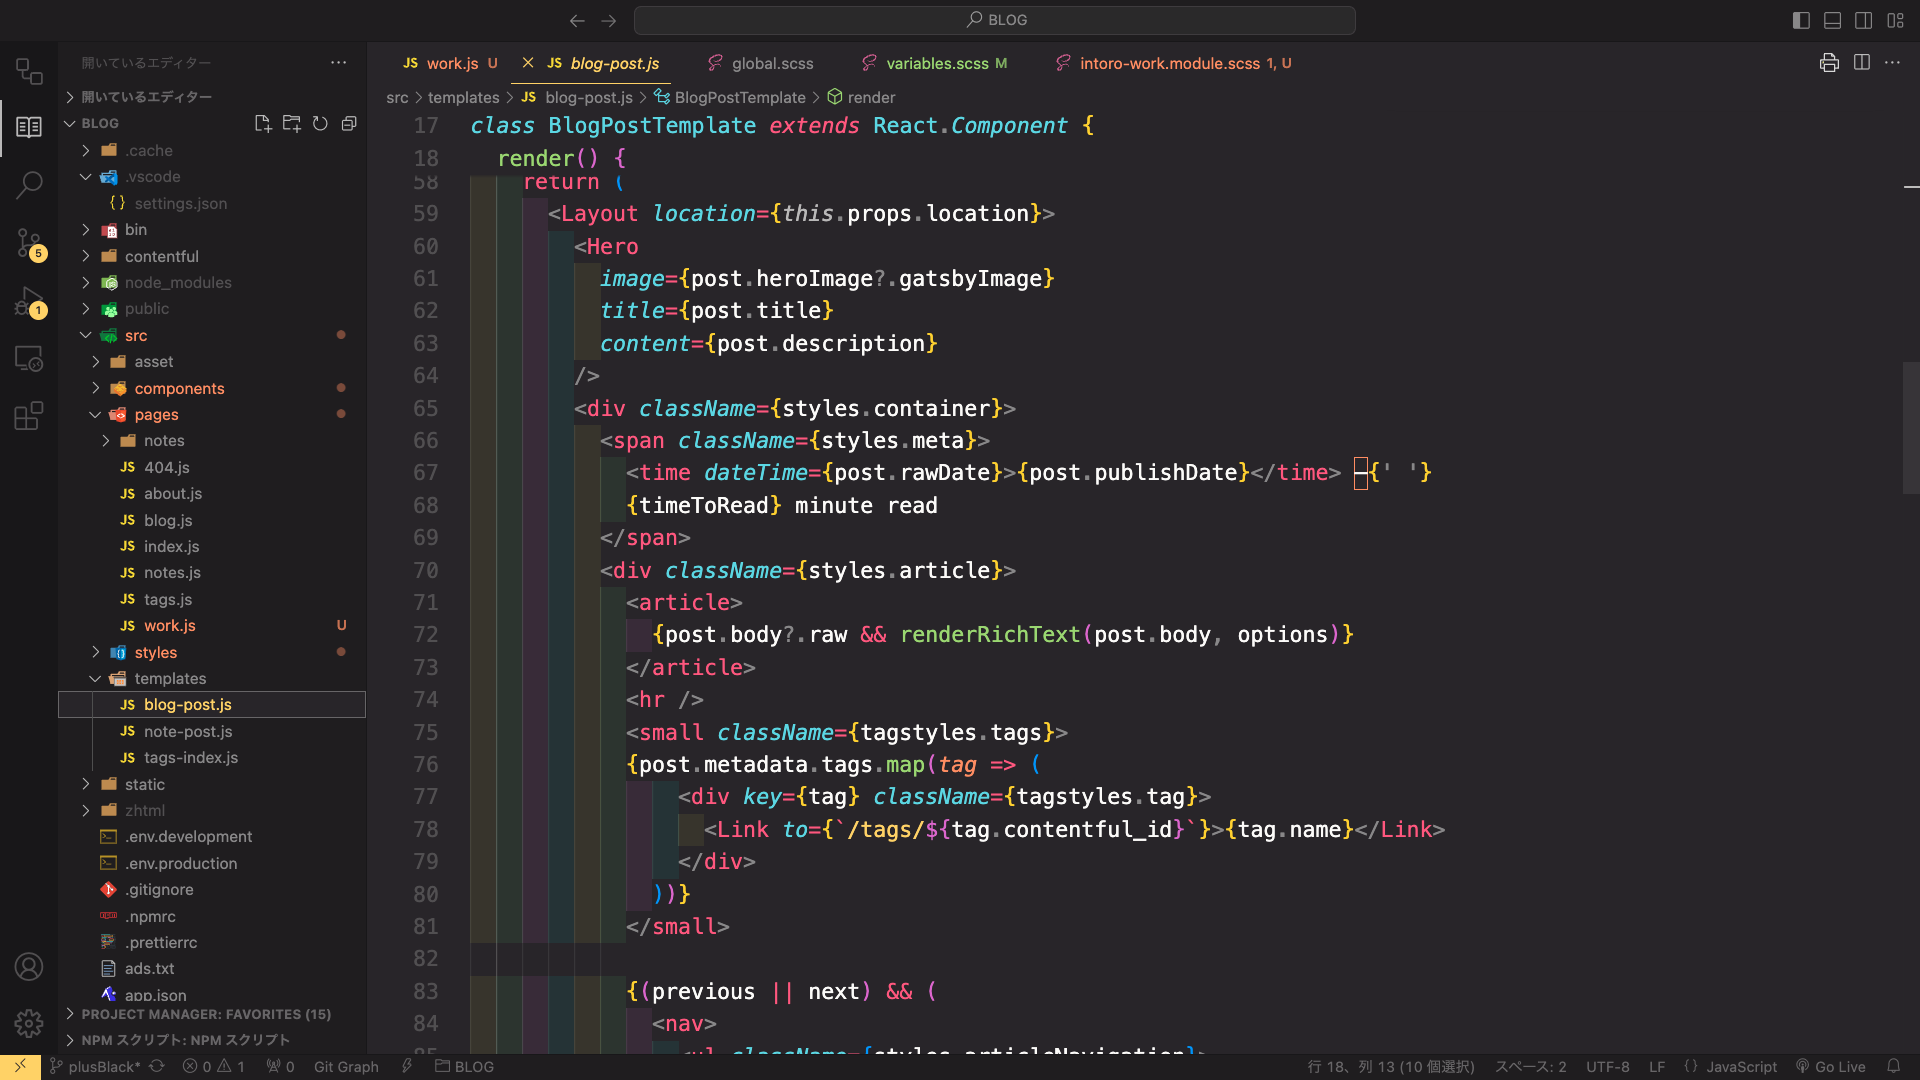 BLOG
開いているエディター
開いているエディター
BLOG
.cache
.vscode
settings.json
bin
contentful
node_modules
public
src
asset
components
pages
notes
404.js
about.js
blog.js
index.js
notes.js
tags.js
work.js U
styles
templates
blog-post.js
note-post.js
tags-index.js
static
zhtml
.env.development
.env.production
.gitignore
.npmrc
.prettierrc
ads.txt
app.json
PROJECT MANAGER: FAVORITES (15)
NPM スクリプト: NPM スクリプト
5
1
JS work.js U JS blog-post.js global.scss variables.scss M intoro-work.module.scss 1, U
src > templates > JS blog-post.js > BlogPostTemplate > render
17 class BlogPostTemplate extends React.Component {
18 render() {
58 return (
59 <Layout location={this.props.location}>
60 <Hero
61 image={post.heroImage?.gatsbyImage}
62 title={post.title}
63 content={post.description}
64 />
65 <div className={styles.container}>
66 <span className={styles.meta}>
67 <time dateTime={post.rawDate}>{post.publishDate}</time> –{' '}
68 {timeToRead} minute read
69 </span>
70 <div className={styles.article}>
71 <article>
72 {post.body?.raw && renderRichText(post.body, options)}
73 </article>
74 <hr />
75 <small className={tagstyles.tags}>
76 {post.metadata.tags.map(tag => (
77 <div key={tag} className={tagstyles.tag}>
78 <Link to={`/tags/${tag.contentful_id}`}>{tag.name}</Link>
79 </div>
80 ))}
81 </small>
82
83 {(previous || next) && (
84 <nav>
85 <ul className={styles.articleNavigation}>
plusBlack* 0 1 0 Git Graph BLOG 行 18、列 13 (10 個選択) スペース: 2 UTF-8 LF {} JavaScript Go Live